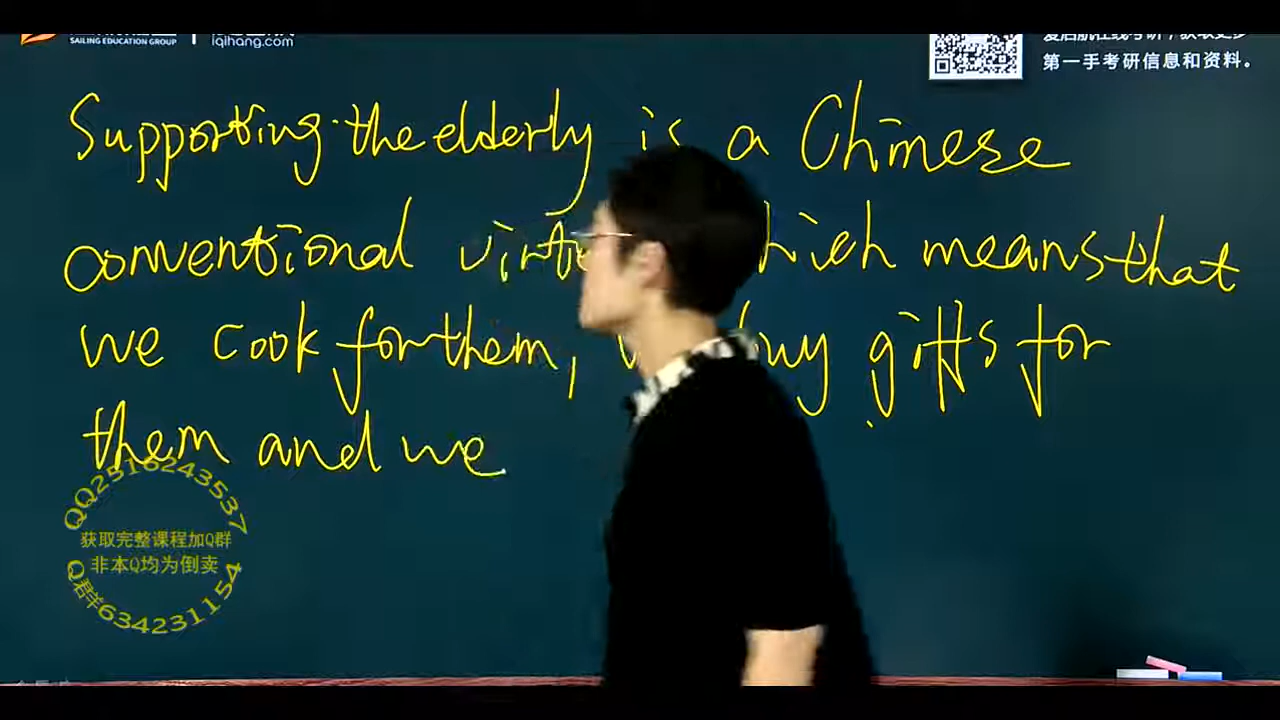 SAILING EDUCATION GROUP
iqihang.com
第一手考研信息和资料。
Supporting the elderly is a Chinese
conventional which means that
we cook for them, buy gifts for
them and we
QQ2516243537
获取完整课程加Q群
非本Q均为倒卖
Q群634231154